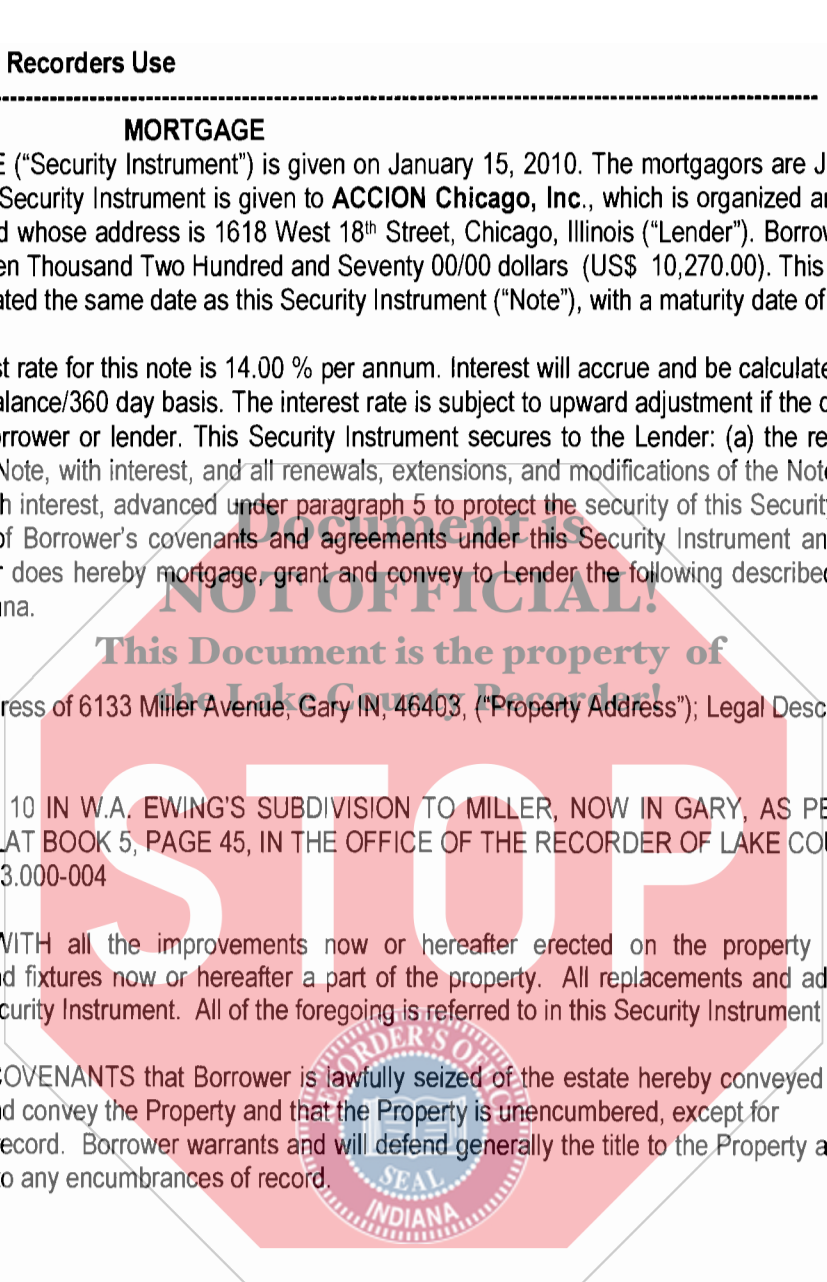 Recorders Use
MORTGAGE
E (“Security Instrument”) is given on January 15, 2010. The mortgagors are J
Security Instrument is given to ACCION Chicago, Inc., which is organized a
d whose address is 1618 West 18th Street, Chicago, Illinois (“Lender”). Borrow
en Thousand Two Hundred and Seventy 00/00 dollars (US$ 10,270.00). This
ated the same date as this Security Instrument (“Note”), with a maturity date of
st rate for this note is 14.00 % per annum. Interest will accrue and be calculate
alance/360 day basis. The interest rate is subject to upward adjustment if the
orrower or lender. This Security Instrument secures to the Lender: (a) the re
Note, with interest, and all renewals, extensions, and modifications of the Note
h interest, advanced under paragraph 5 to protect the security of this Security
of Borrower’s covenants and agreements under this Security Instrument an
r does hereby mortgage, grant and convey to Lender the following described
ana.
Document is
NOT OFFICIAL!
This Document is the property of
the Lake County Recorder!
ress of 6133 Miller Avenue, Gary IN, 46403, (“Property Address”); Legal Desc
10 IN W.A. EWING’S SUBDIVISION TO MILLER, NOW IN GARY, AS PE
LAT BOOK 5, PAGE 45, IN THE OFFICE OF THE RECORDER OF LAKE COU
3.000-004
STOP
WITH all the improvements now or hereafter erected on the property
d fixtures now or hereafter a part of the property. All replacements and ad
curity Instrument. All of the foregoing is referred to in this Security Instrument
COVENANTS that Borrower is lawfully seized of the estate hereby conveyed
d convey the Property and that the Property is unencumbered, except for
record. Borrower warrants and will defend generally the title to the Property a
o any encumbrances of record.
RECORDER'S OFFICE
SEAL
INDIANA